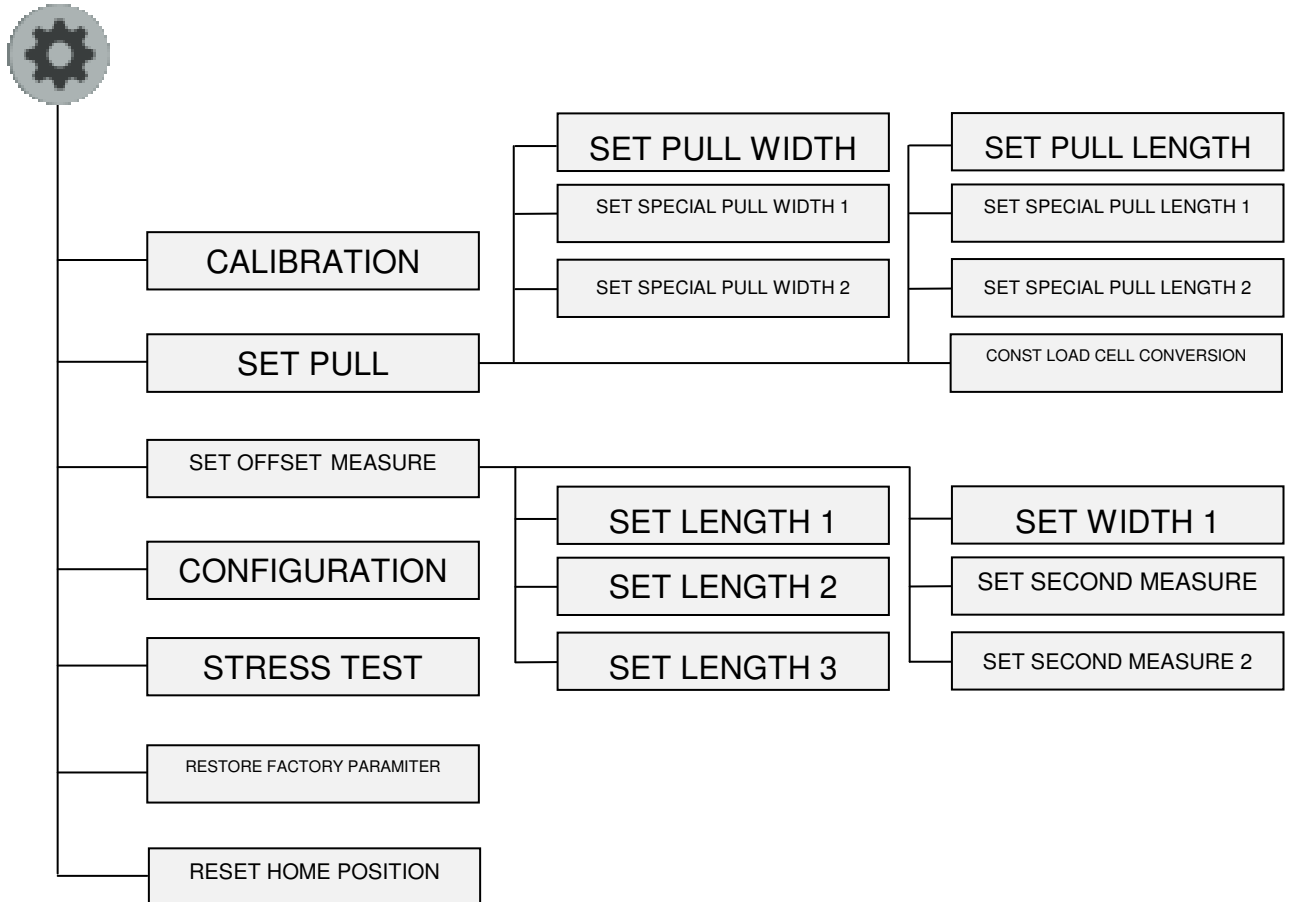 CALIBRATION
SET PULL
SET PULL WIDTH
SET SPECIAL PULL WIDTH 1
SET SPECIAL PULL WIDTH 2
SET PULL LENGTH
SET SPECIAL PULL LENGTH 1
SET SPECIAL PULL LENGTH 2
CONST LOAD CELL CONVERSION
SET OFFSET MEASURE
SET LENGTH 1
SET LENGTH 2
SET LENGTH 3
SET WIDTH 1
SET SECOND MEASURE
SET SECOND MEASURE 2
CONFIGURATION
STRESS TEST
RESTORE FACTORY PARAMITER
RESET HOME POSITION